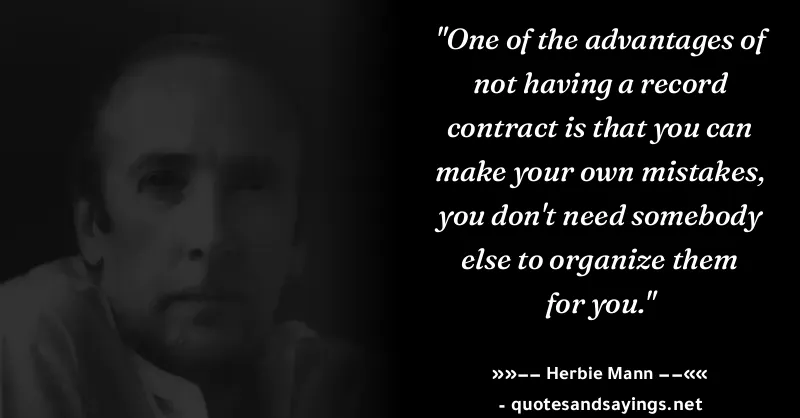 "One of the advantages of
not having a record
contract is that you can
make your own mistakes,
you don't need somebody
else to organize them
for you."
»»−− Herbie Mann −−««
- quotesandsayings.net